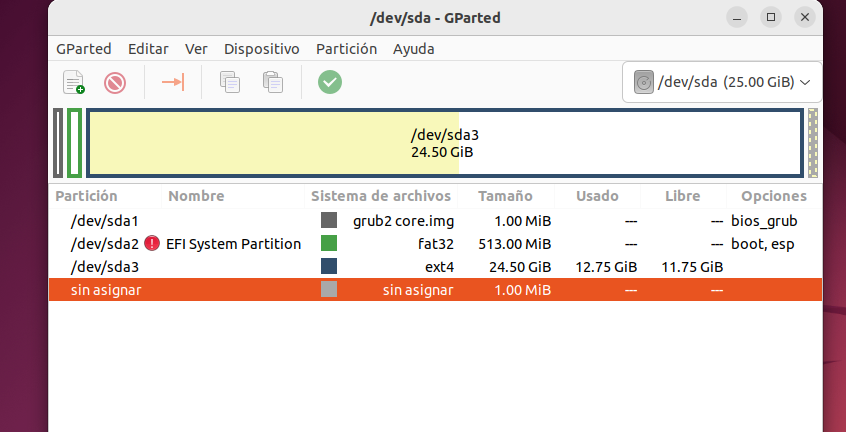 /dev/sda - GParted
GParted Editar Ver Dispositivo Partición Ayuda
/dev/sda (25.00 GiB)
/dev/sda3
24.50 GiB
Partición Nombre Sistema de archivos Tamaño Usado Libre Opciones
/dev/sda1 grub2 core.img 1.00 MiB --- --- bios_grub
/dev/sda2 EFI System Partition fat32 513.00 MiB --- --- boot, esp
/dev/sda3 ext4 24.50 GiB 12.75 GiB 11.75 GiB
sin asignar sin asignar 1.00 MiB --- ---